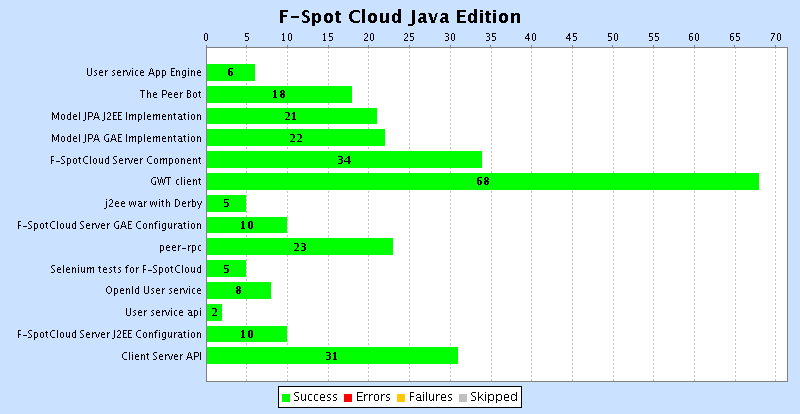 F-Spot Cloud Java Edition
0 5 10 15 20 25 30 35 40 45 50 55 60 65 70
User service App Engine 6
The Peer Bot 18
Model JPA J2EE Implementation 21
Model JPA GAE Implementation 22
F-SpotCloud Server Component 34
GWT client 68
j2ee war with Derby 5
F-SpotCloud Server GAE Configuration 10
peer-rpc 23
Selenium tests for F-SpotCloud 5
OpenId User service 8
User service api 2
F-SpotCloud Server J2EE Configuration 10
Client Server API 31
Success Errors Failures Skipped